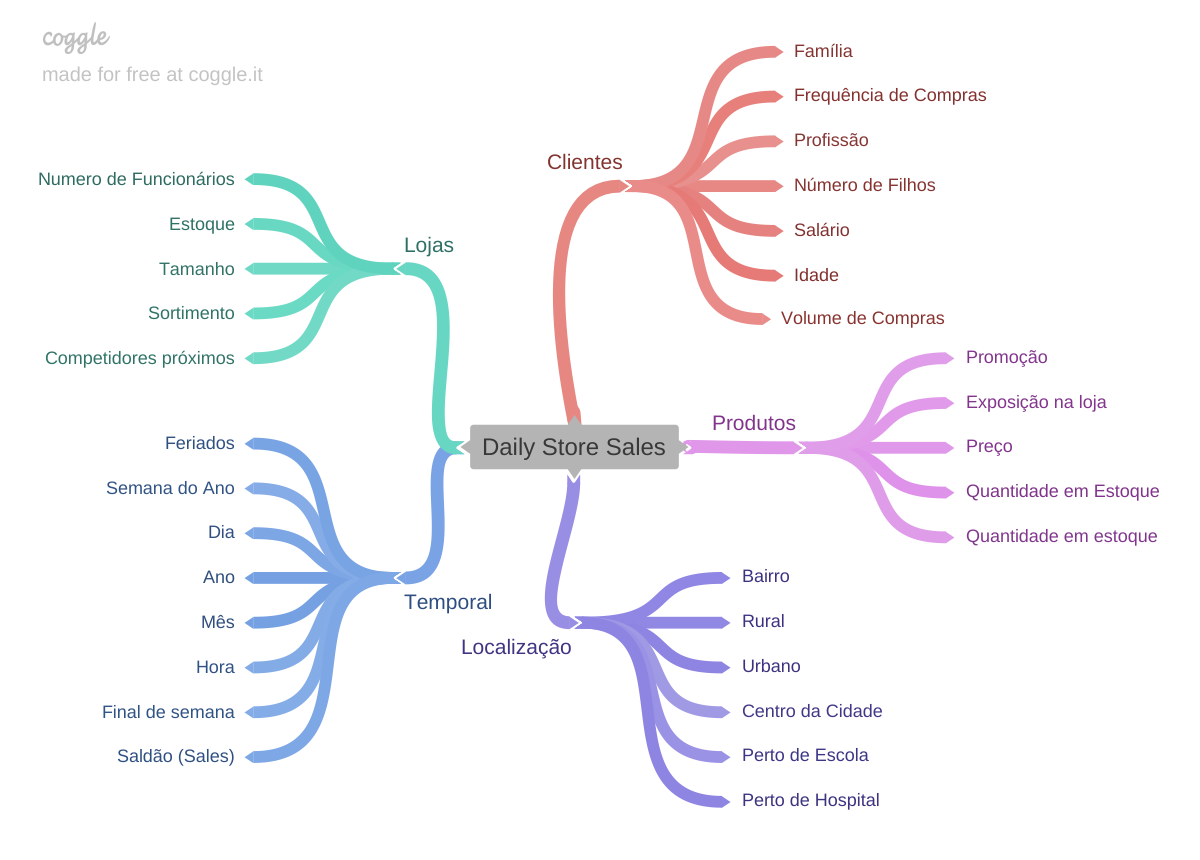 coggle
made for free at coggle.it
Daily Store Sales
Clientes
Família
Frequência de Compras
Profissão
Número de Filhos
Salário
Idade
Volume de Compras
Produtos
Promoção
Exposição na loja
Preço
Quantidade em Estoque
Quantidade em estoque
Localização
Bairro
Rural
Urbano
Centro da Cidade
Perto de Escola
Perto de Hospital
Lojas
Numero de Funcionários
Estoque
Tamanho
Sortimento
Competidores próximos
Temporal
Feriados
Semana do Ano
Dia
Ano
Mês
Hora
Final de semana
Saldão (Sales)